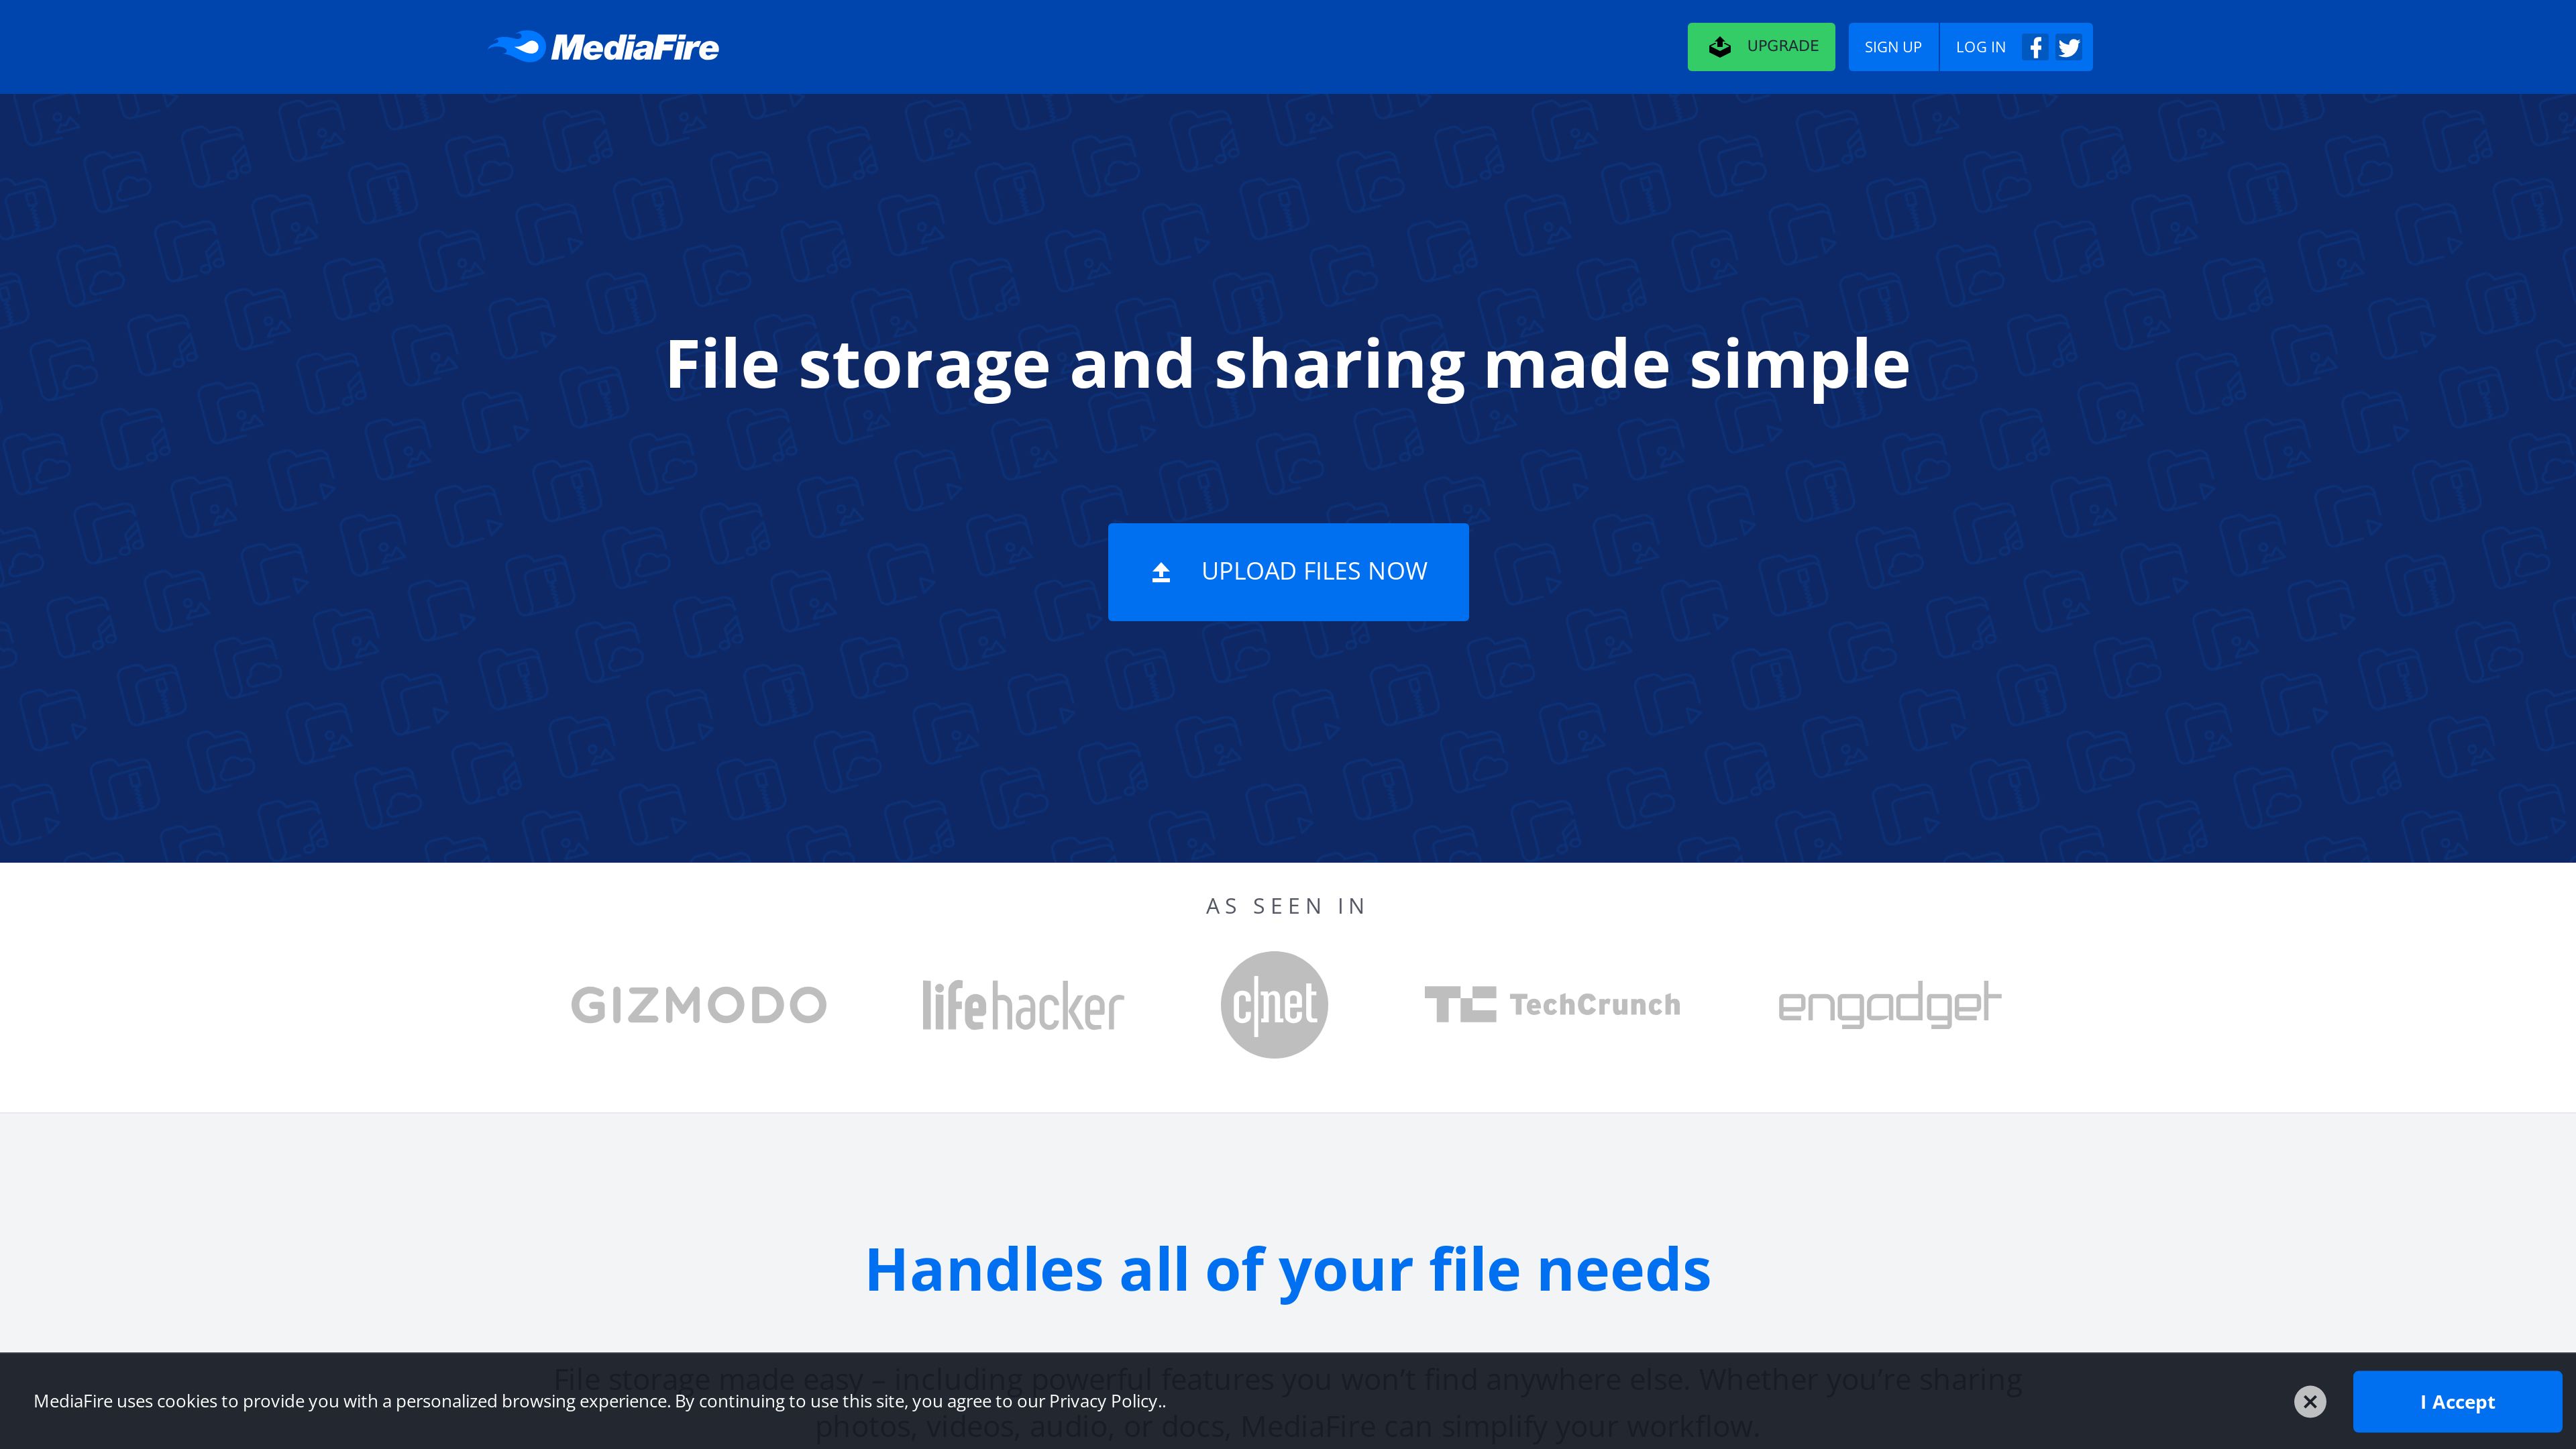 MediaFire
UPGRADE
SIGN UP
LOG IN
File storage and sharing made simple
UPLOAD FILES NOW
AS SEEN IN
GIZMODO
lifehacker
c|net
TC TechCrunch
engadget
Handles all of your file needs
File storage made easy – including powerful features you won't find anywhere else. Whether you're sharing
photos, videos, audio, or docs, MediaFire can simplify your workflow.
MediaFire uses cookies to provide you with a personalized browsing experience. By continuing to use this site, you agree to our Privacy Policy..
I Accept